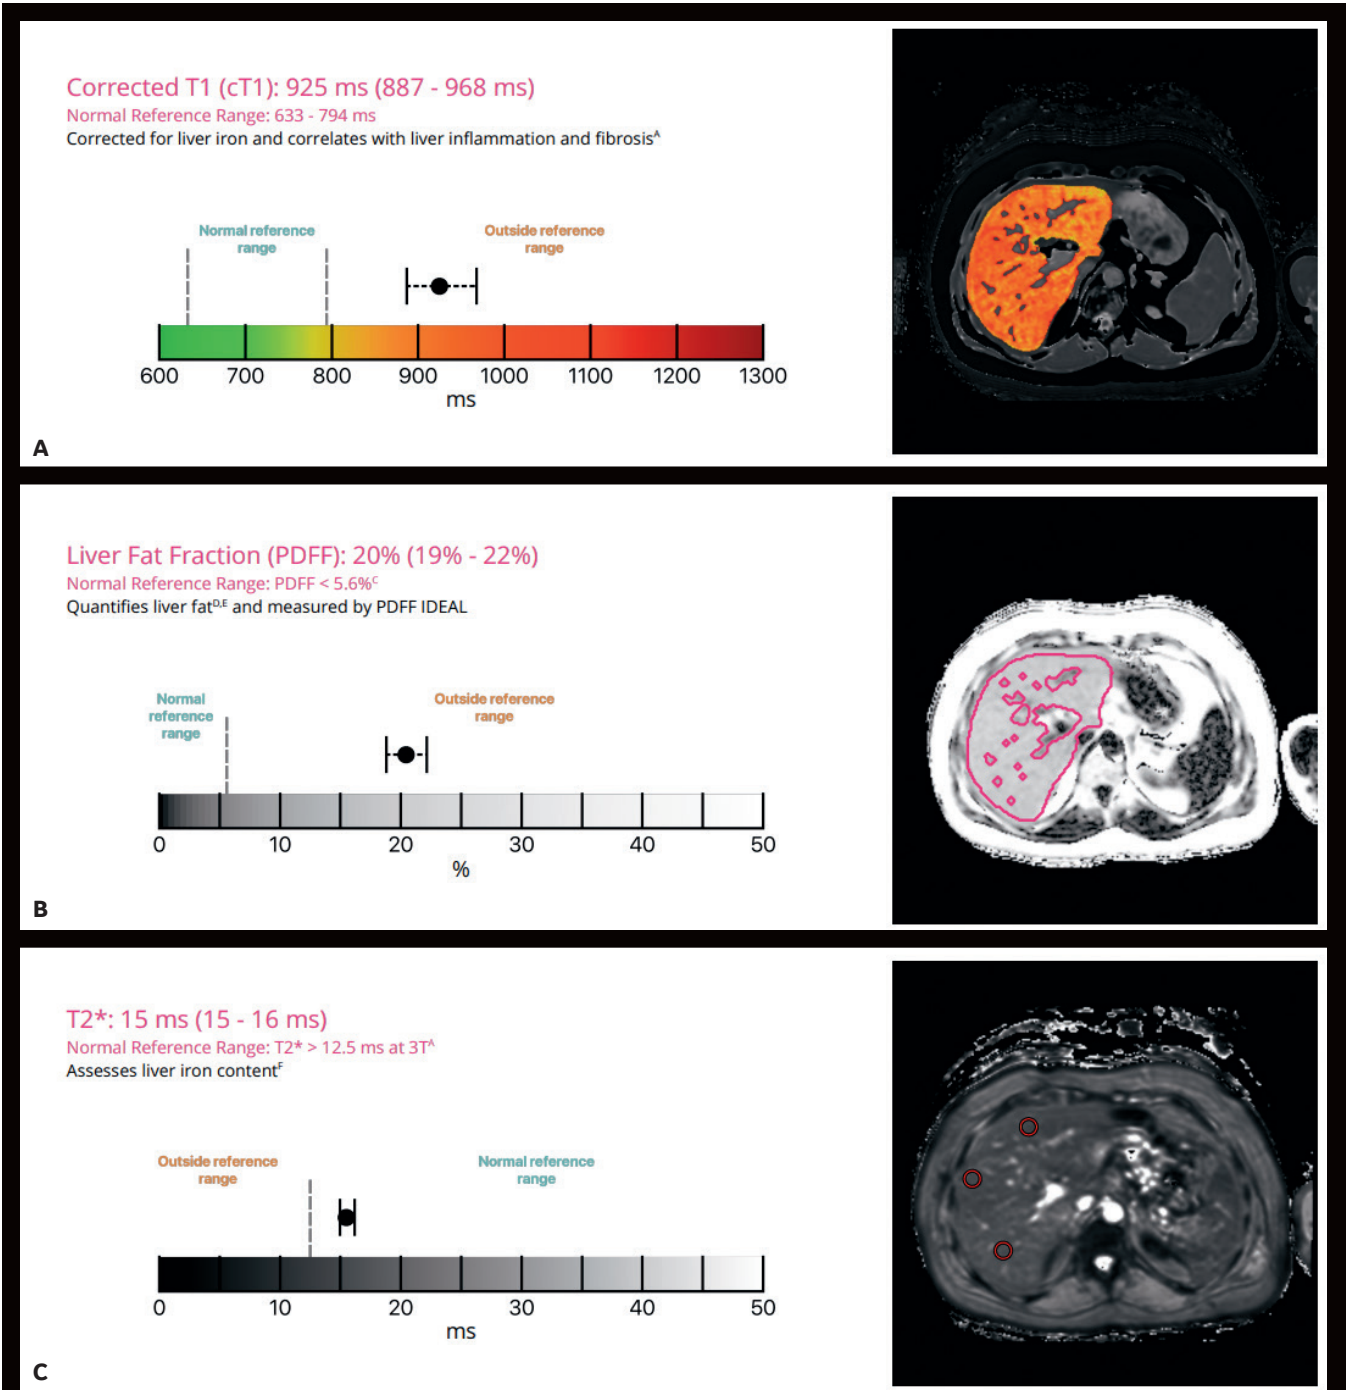 Corrected T1 (cT1): 925 ms (887 - 968 ms)
Normal Reference Range: 633 - 794 ms
Corrected for liver iron and correlates with liver inflammation and fibrosisᴬ
Normal reference
range
Outside reference
range
600 700 800 900 1000 1100 1200 1300
ms
A
Liver Fat Fraction (PDFF): 20% (19% - 22%)
Normal Reference Range: PDFF < 5.6%ᶜ
Quantifies liver fatᴰ,ᴱ and measured by PDFF IDEAL
Normal
reference
range
Outside reference
range
0 10 20 30 40 50
%
B
T2*: 15 ms (15 - 16 ms)
Normal Reference Range: T2* > 12.5 ms at 3Tᴬ
Assesses liver iron contentᶠ
Outside reference
range
Normal reference
range
0 10 20 30 40 50
ms
C